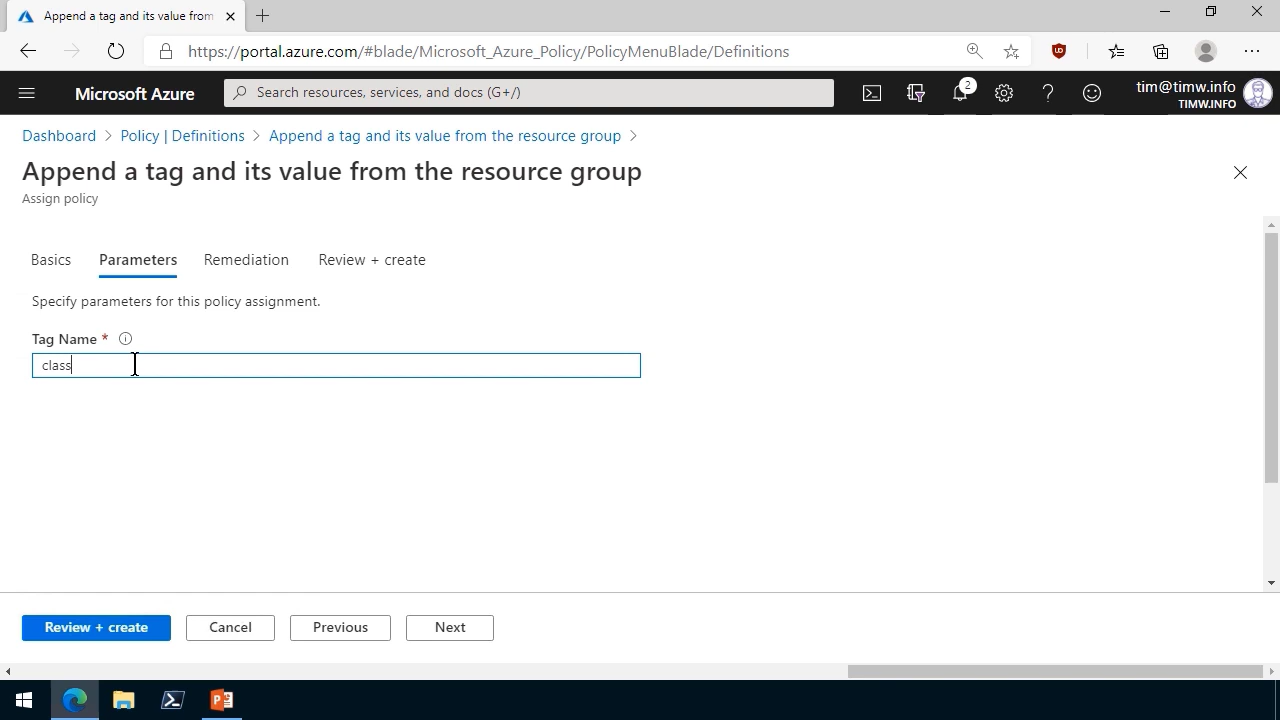 Append a tag and its value from
https://portal.azure.com/#blade/Microsoft_Azure_Policy/PolicyMenuBlade/Definitions
Microsoft Azure
Search resources, services, and docs (G+/)
2
tim@timw.info
TIMW.INFO
Dashboard > Policy | Definitions > Append a tag and its value from the resource group >
Append a tag and its value from the resource group
Assign policy
Basics
Parameters
Remediation
Review + create
Specify parameters for this policy assignment.
Tag Name *
class
Review + create
Cancel
Previous
Next